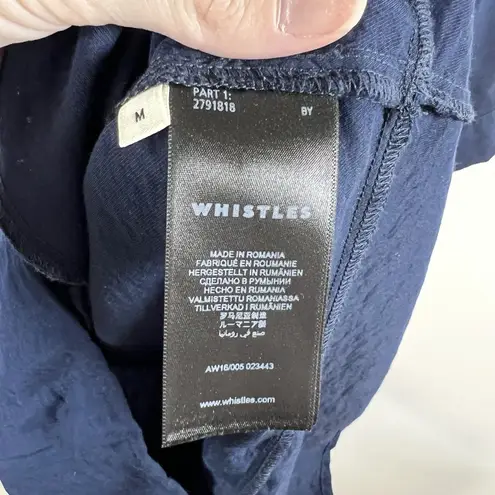 PART 1:
2791818 BY
M
WHISTLES
MADE IN ROMANIA
FABRIQUÉ EN ROUMANIE
HERGESTELLT IN RUMÄNIEN
СДЕЛАНО В РУМЫНИИ
HECHO EN RUMANIA
VALMISTETTU ROMANIASSA
TILLVERKAD I RUMÄNIEN
罗马尼亚制造
ルーマニア製
صنع في رومانيا
AW16/005 023443
www.whistles.com